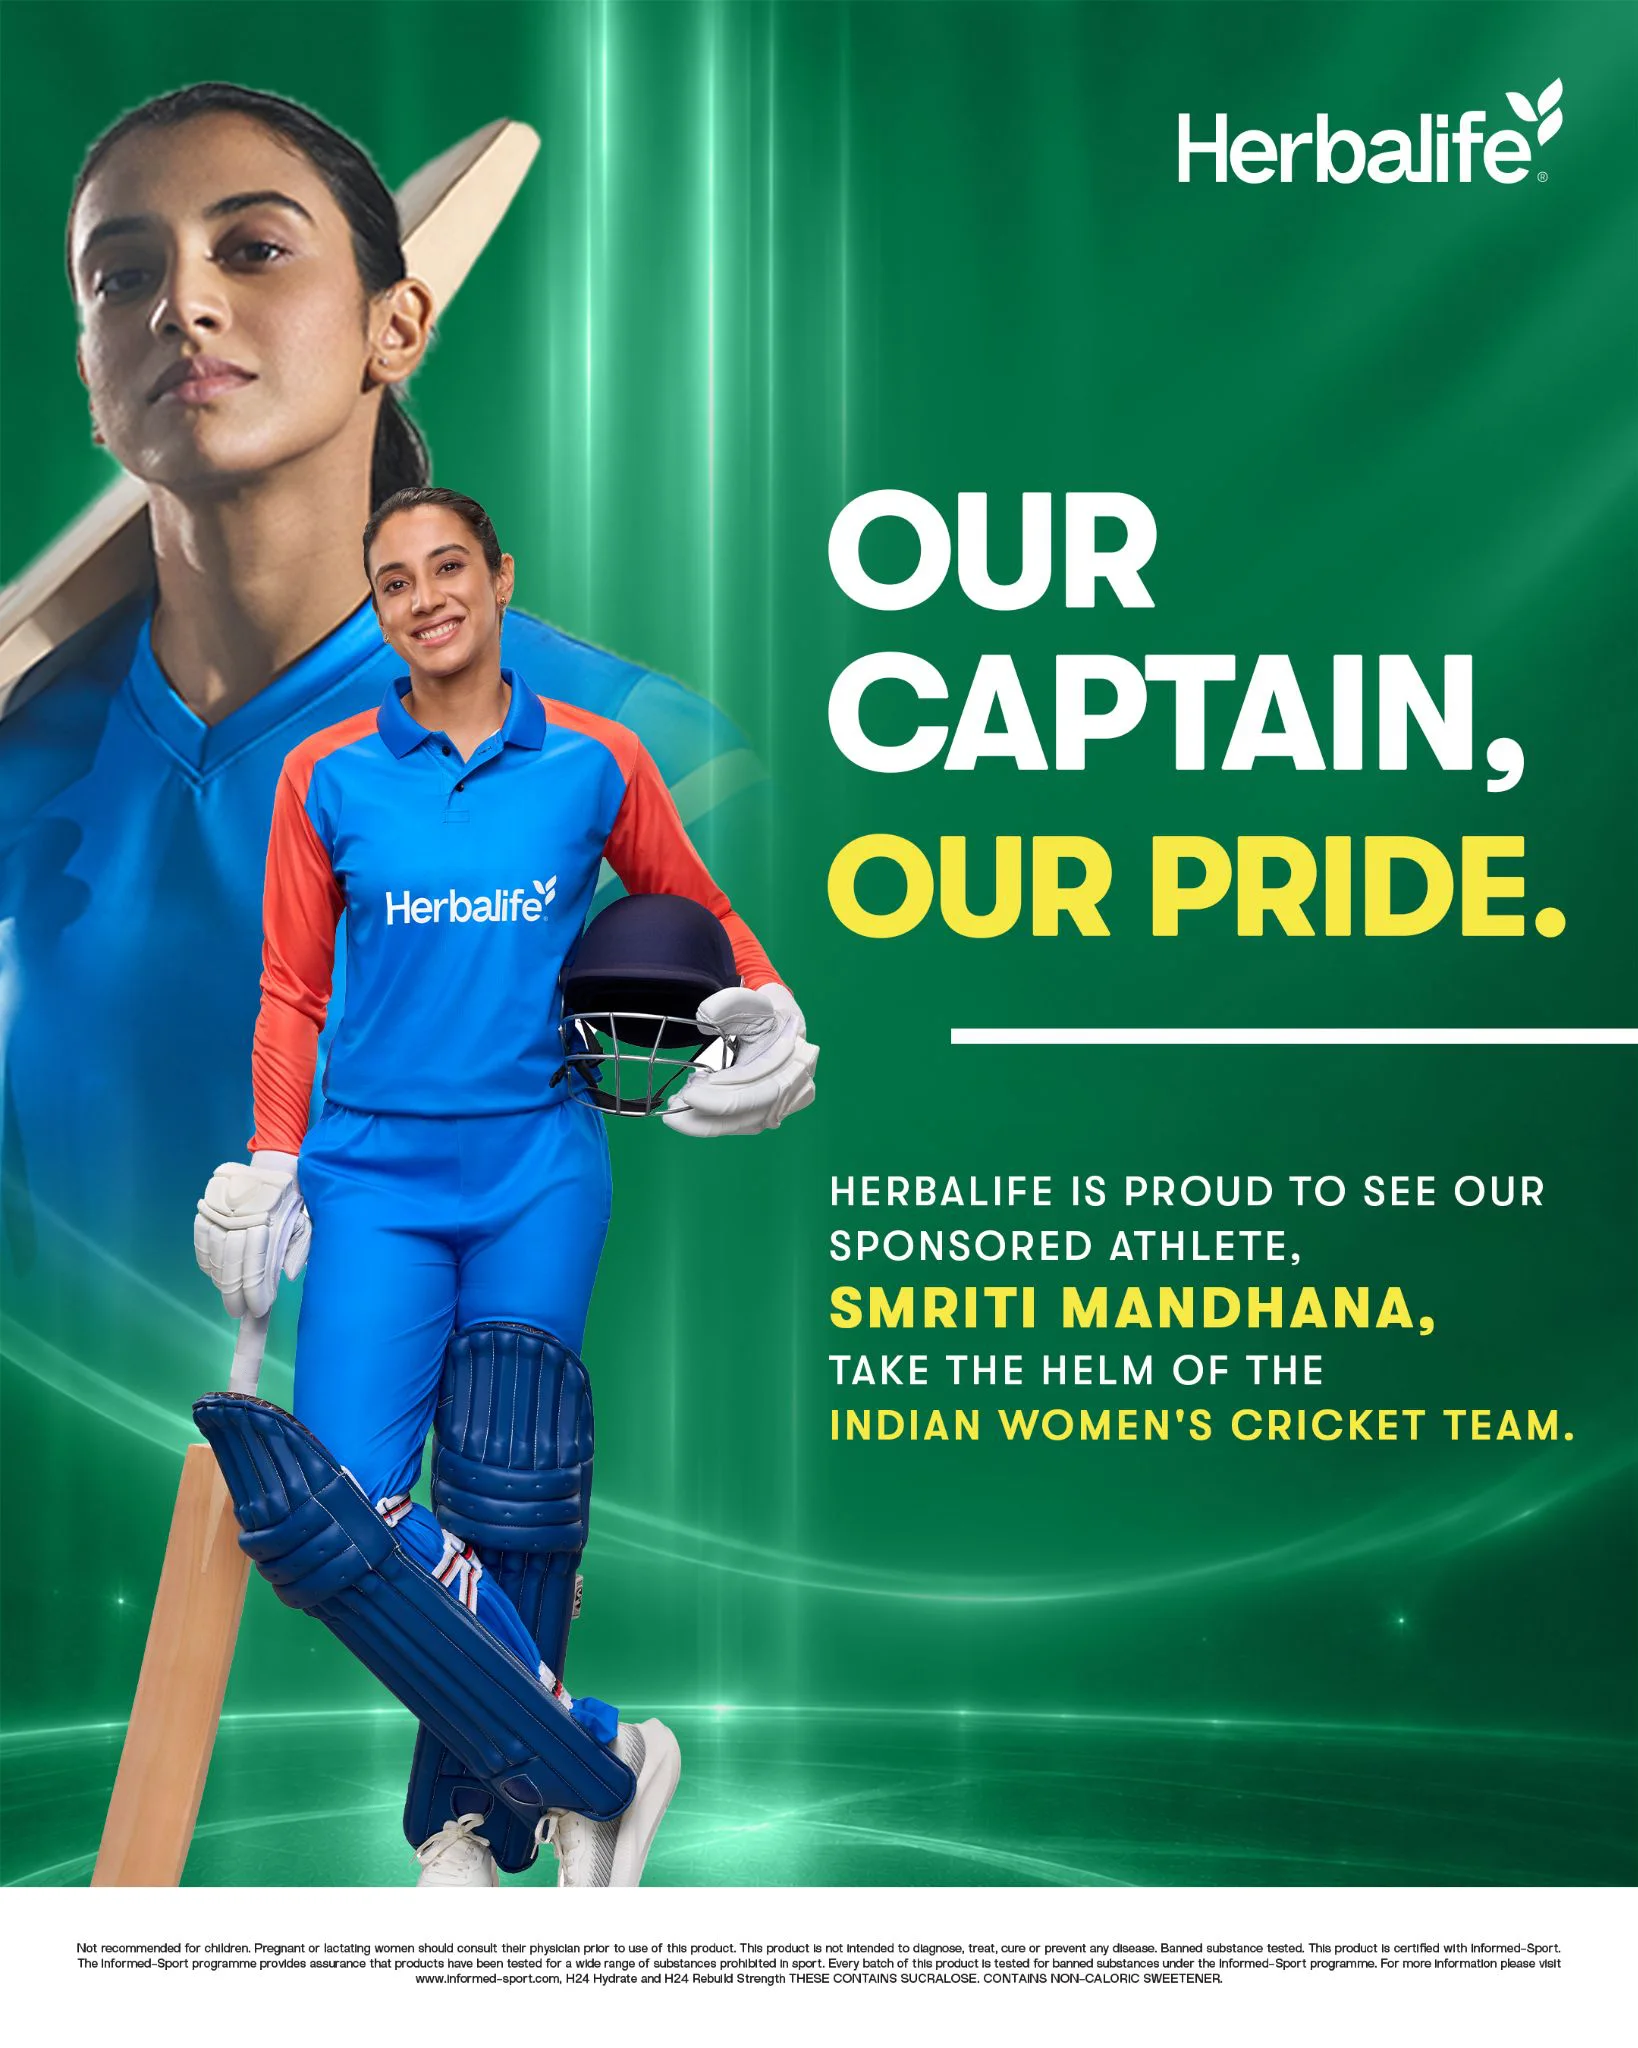 Herbalife®
OUR
CAPTAIN,
OUR PRIDE.
Herbalife
HERBALIFE IS PROUD TO SEE OUR
SPONSORED ATHLETE,
SMRITI MANDHANA,
TAKE THE HELM OF THE
INDIAN WOMEN'S CRICKET TEAM.
Not recommended for children. Pregnant or lactating women should consult their physician prior to use of this product. This product is not intended to diagnose, treat, cure or prevent any disease. Banned substance tested. This product is certified with Informed-Sport.
The Informed-Sport programme provides assurance that products have been tested for a wide range of substances prohibited in sport. Every batch of this product is tested for banned substances under the Informed-Sport programme. For more information please visit
www.informed-sport.com, H24 Hydrate and H24 Rebuild Strength THESE CONTAINS SUCRALOSE. CONTAINS NON-CALORIC SWEETENER.